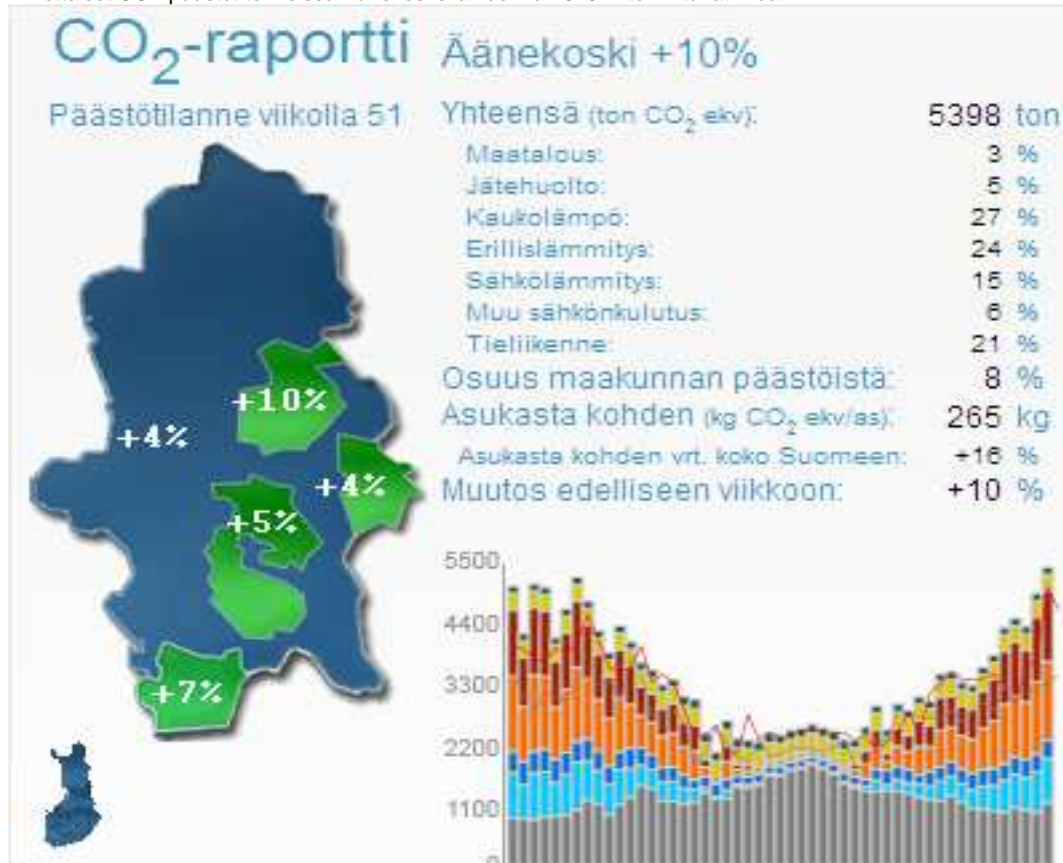 CO2-raportti
Päästötilanne viikolla 51
+10%
+4%
+4%
+5%
+7%
Äänekoski +10%
Yhteensä (ton CO2 ekv): 5398 ton
Maatalous: 3 %
Jätehuolto: 5 %
Kaukolämpö: 27 %
Erillislämmitys: 24 %
Sähkölämmitys: 15 %
Muu sähkönkulutus: 6 %
Tieliikenne: 21 %
Osuus maakunnan päästöistä: 8 %
Asukasta kohden (kg CO2 ekv/as): 265 kg
Asukasta kohden vrt. koko Suomeen: +16 %
Muutos edelliseen viikkoon: +10 %
5500
4400
3300
2200
1100